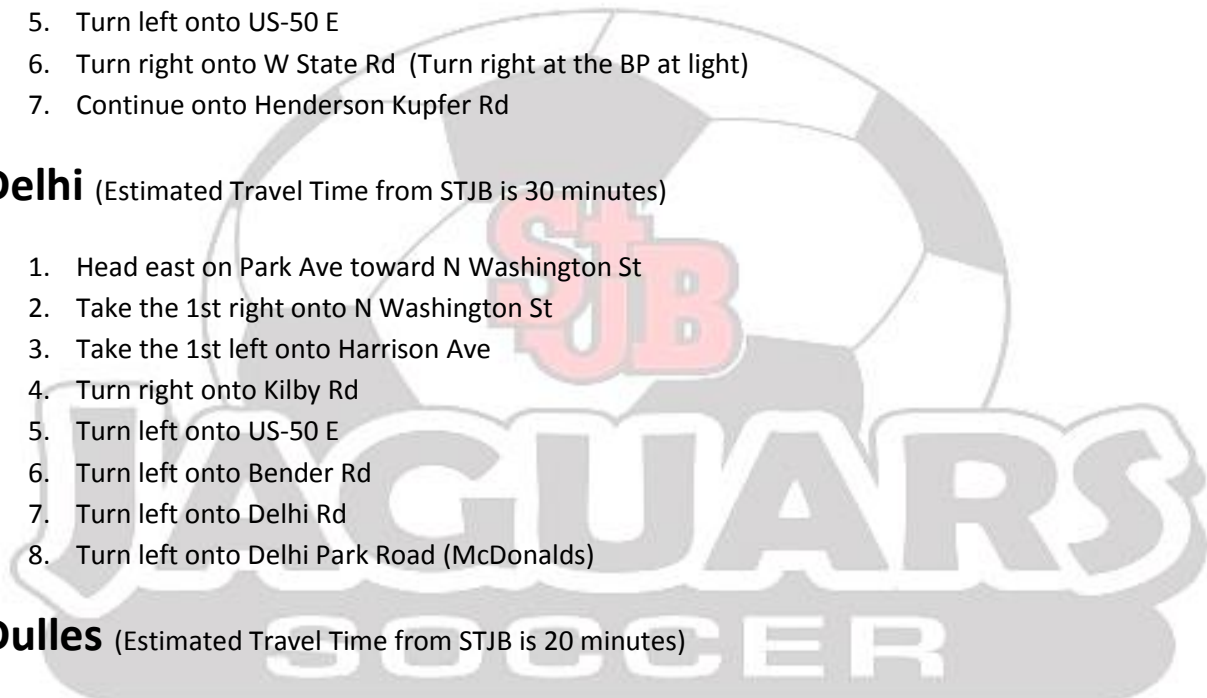 5. Turn left onto US-50 E
6. Turn right onto W State Rd (Turn right at the BP at light)
7. Continue onto Henderson Kupfer Rd
Delhi (Estimated Travel Time from STJB is 30 minutes)
1. Head east on Park Ave toward N Washington St
2. Take the 1st right onto N Washington St
3. Take the 1st left onto Harrison Ave
4. Turn right onto Kilby Rd
5. Turn left onto US-50 E
6. Turn left onto Bender Rd
7. Turn left onto Delhi Rd
8. Turn left onto Delhi Park Road (McDonalds)
Dulles (Estimated Travel Time from STJB is 20 minutes)
StJB
JAGUARS
SOCCER